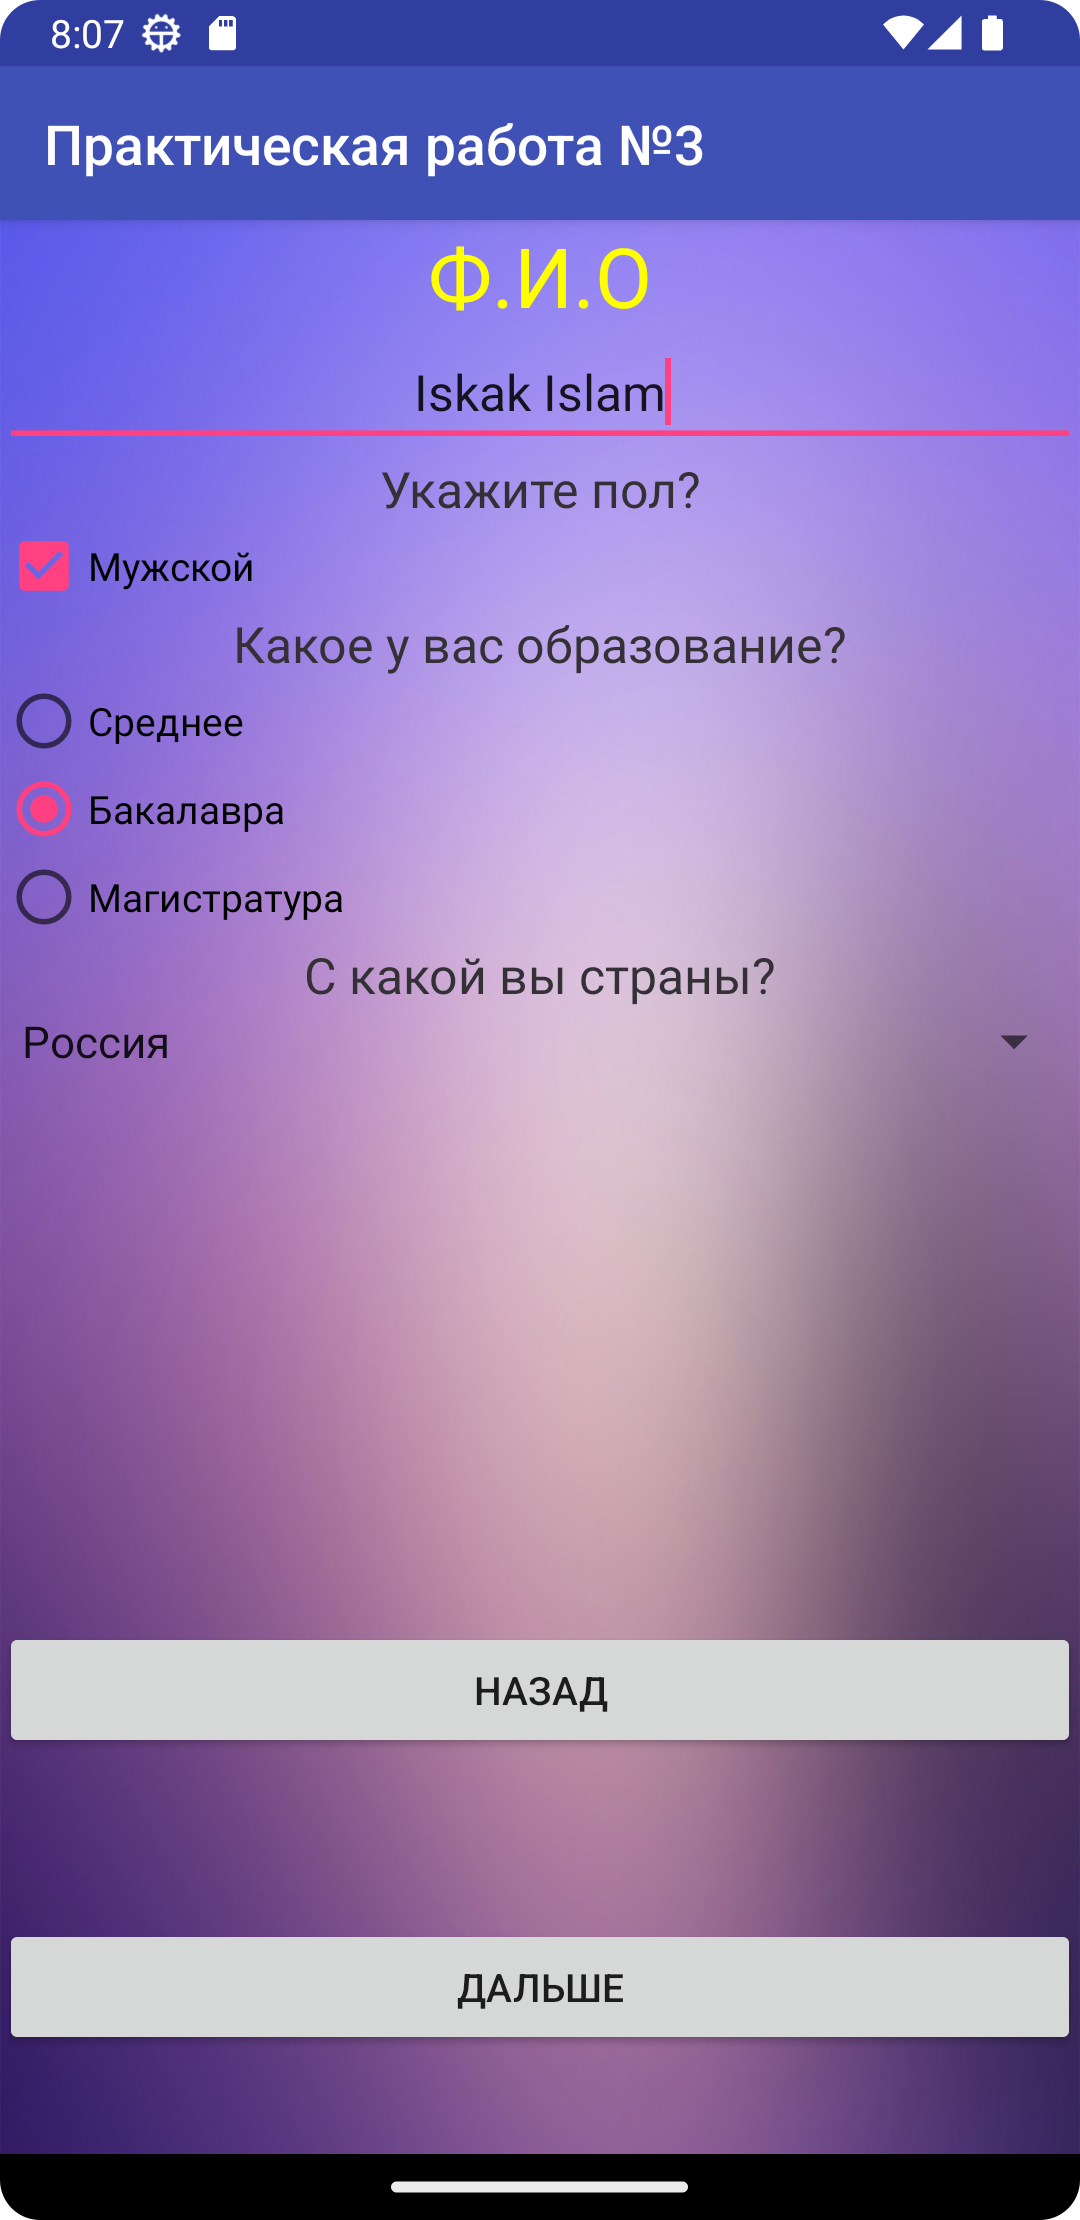 8:07
Практическая работа №3
Ф.И.О
Iskak Islam
Укажите пол?
Мужской
Какое у вас образование?
Среднее
Бакалавра
Магистратура
С какой вы страны?
Россия
НАЗАД
ДАЛЬШЕ